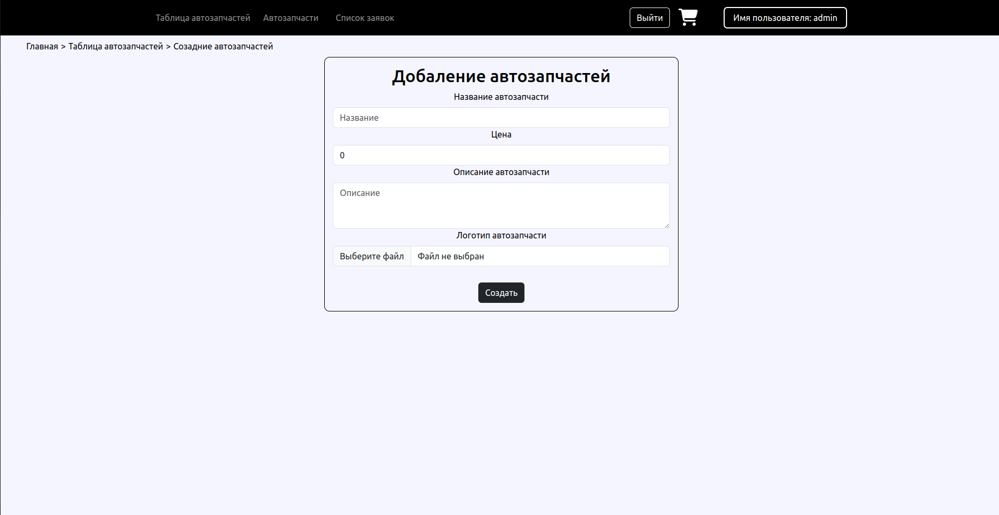 Таблица автозапчастей Автозапчасти Список заявок Выйти Имя пользователя: admin
Главная > Таблица автозапчастей > Созадние автозапчастей
Добаление автозапчастей
Название автозапчасти
Название
Цена
0
Описание автозапчасти
Описание
Логотип автозапчасти
Выберите файл Файл не выбран
Создать